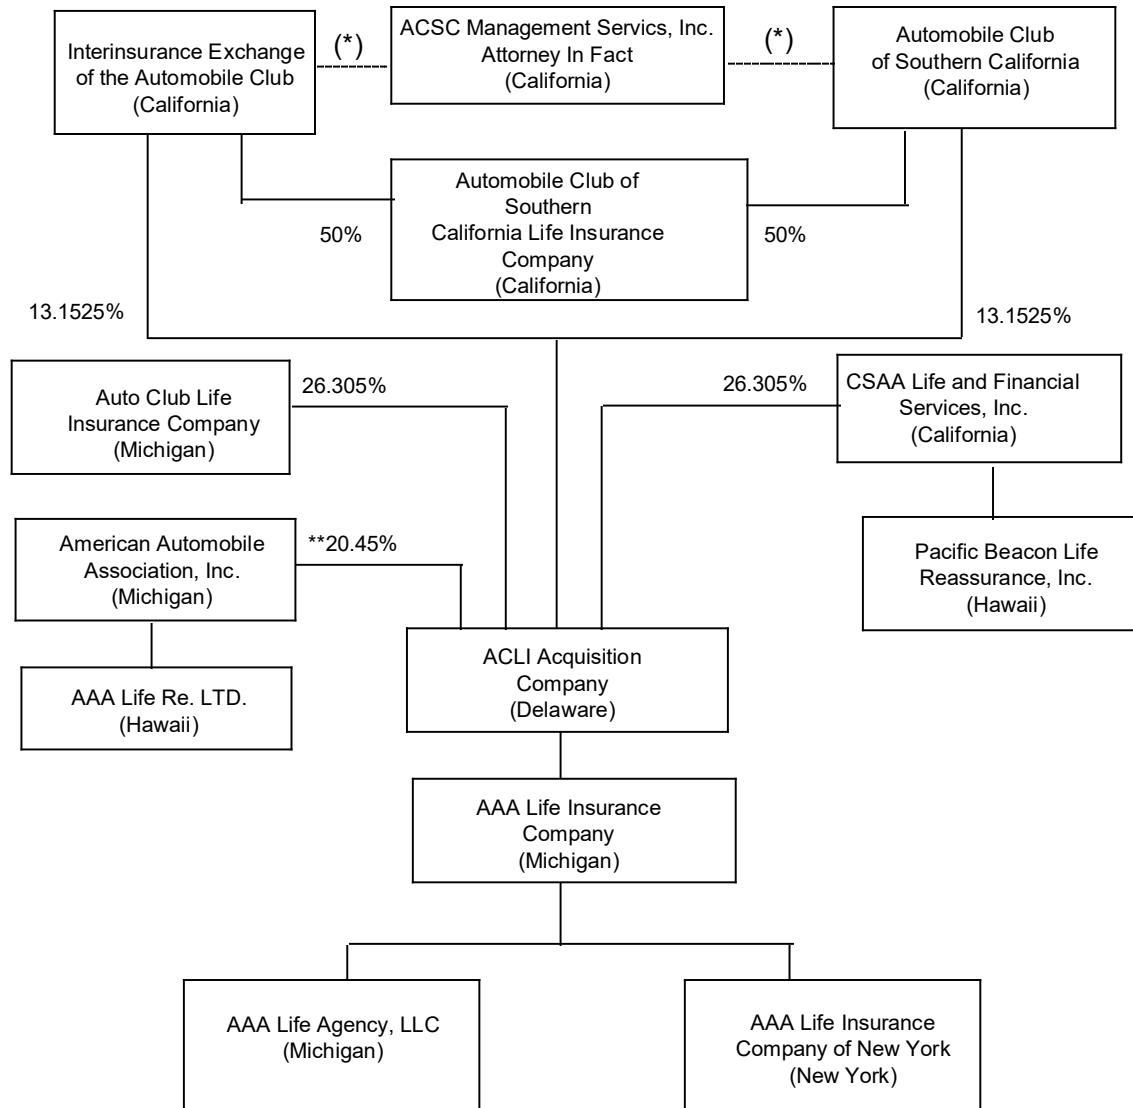 Interinsurance Exchange
of the Automobile Club
(California)
(*)
ACSC Management Servics, Inc.
Attorney In Fact
(California)
(*)
Automobile Club
of Southern California
(California)
Automobile Club of
Southern
California Life Insurance
Company
(California)
50%
50%
13.1525%
13.1525%
Auto Club Life
Insurance Company
(Michigan)
26.305%
26.305%
CSAA Life and Financial
Services, Inc.
(California)
American Automobile
Association, Inc.
(Michigan)
**20.45%
Pacific Beacon Life
Reassurance, Inc.
(Hawaii)
AAA Life Re. LTD.
(Hawaii)
ACLI Acquisition
Company
(Delaware)
AAA Life Insurance
Company
(Michigan)
AAA Life Agency, LLC
(Michigan)
AAA Life Insurance
Company of New York
(New York)